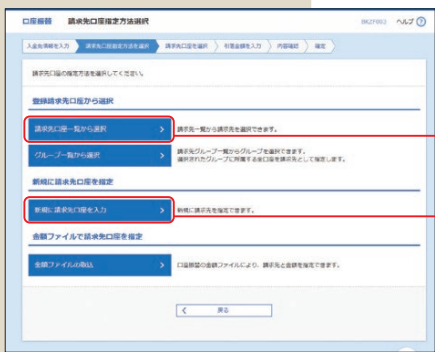 口座振替 請求先口座指定方法選択 BKZF002 ヘルプ ?
入金先情報を入力 請求先口座指定方法を選択 請求先口座を選択 引落金額を入力 内容確認 確定
請求先口座の指定方法を選択してください。
登録請求先口座から選択
請求先口座一覧から選択 請求先一覧から請求先を選択できます。
グループ一覧から選択 請求先グループ一覧からグループを選択できます。
選択されたグループに所属する全口座を請求先として指定します。
新規に請求先口座を指定
新規に請求先口座を入力 新規に請求先を指定できます。
金額ファイルで請求先口座を指定
金額ファイルの取込 口座振替の金額ファイルにより、請求先と金額を指定できます。
戻る